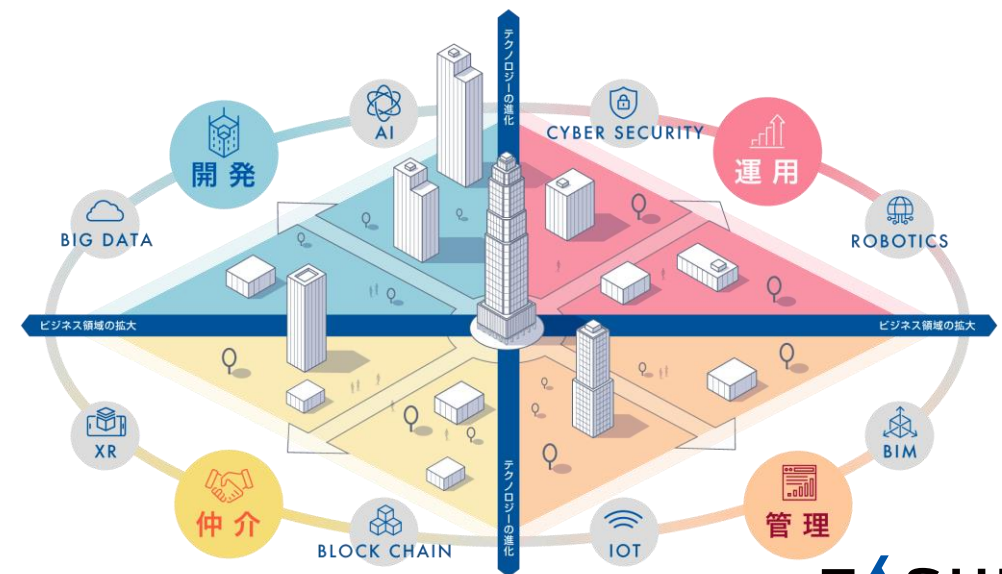 テクノロジーの進化
AI
CYBER SECURITY
開発
運用
BIG DATA
ROBOTICS
ビジネス領域の拡大
ビジネス領域の拡大
XR
BIM
仲介
管理
BLOCK CHAIN
IOT
テクノロジーの進化